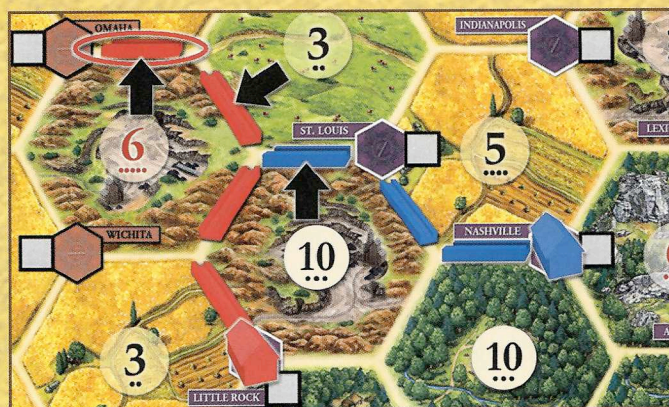 OMAHA
3
INDIANAPOLIS
6
ST. LOUIS
5
WICHITA
10
NASHVILLE
3
10
LITTLE ROCK